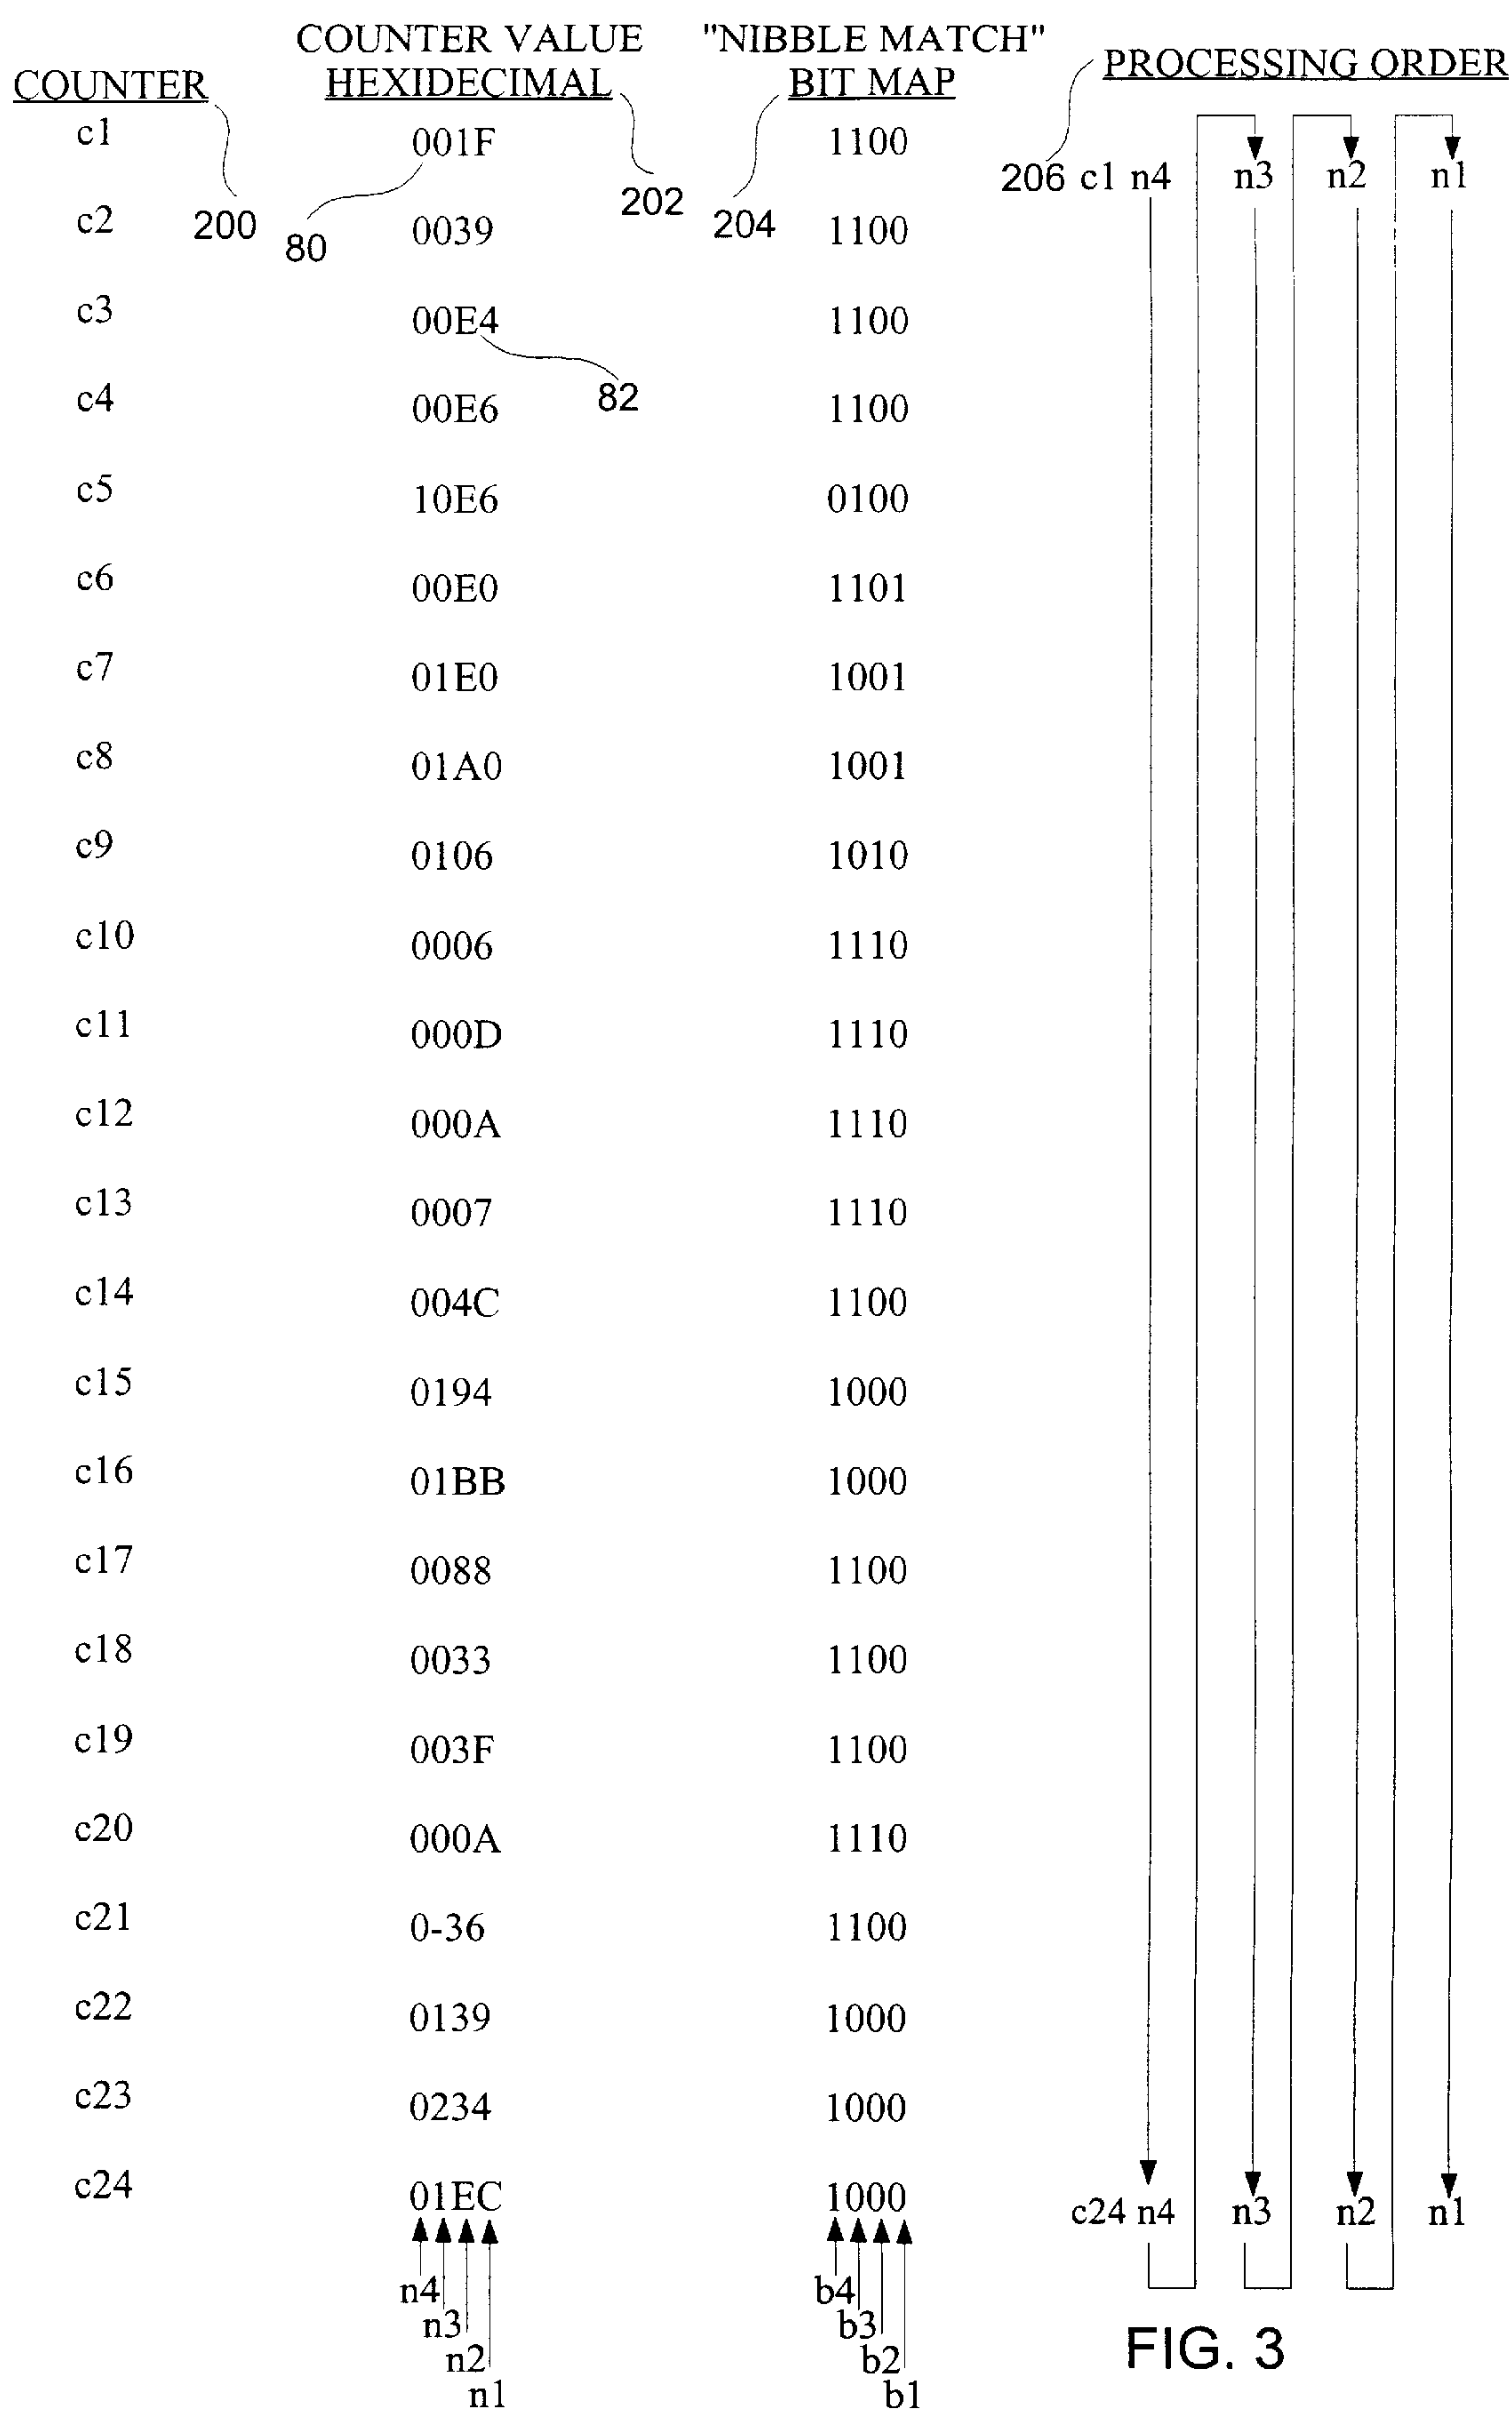 COUNTER VALUE "NIBBLE MATCH" PROCESSING ORDER
COUNTER HEXIDECIMAL BIT MAP
c1 001F 1100
200 80 202 204 206 c1 n4 n3 n2 n1
c2 0039 1100
c3 00E4 1100
82
c4 00E6 1100
c5 10E6 0100
c6 00E0 1101
c7 01E0 1001
c8 01A0 1001
c9 0106 1010
c10 0006 1110
c11 000D 1110
c12 000A 1110
c13 0007 1110
c14 004C 1100
c15 0194 1000
c16 01BB 1000
c17 0088 1100
c18 0033 1100
c19 003F 1100
c20 000A 1110
c21 0-36 1100
c22 0139 1000
c23 0234 1000
c24 01EC 1000 c24 n4 n3 n2 n1
n4 b4
n3 b3
n2 b2
n1 b1
FIG. 3